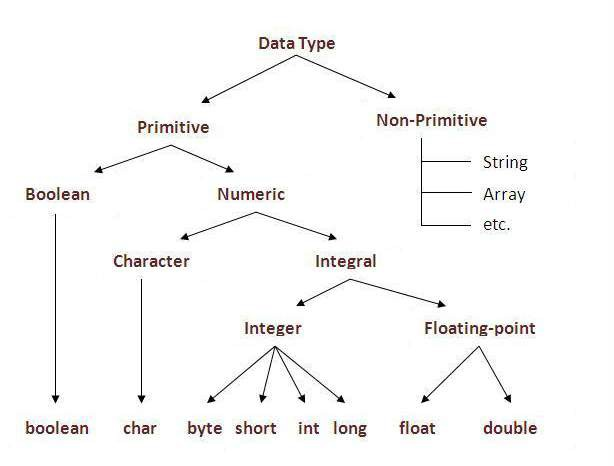 Data Type
Primitive
Non-Primitive
String
Boolean
Numeric
Array
etc.
Character
Integral
Integer
Floating-point
boolean
char
byte
short
int
long
float
double